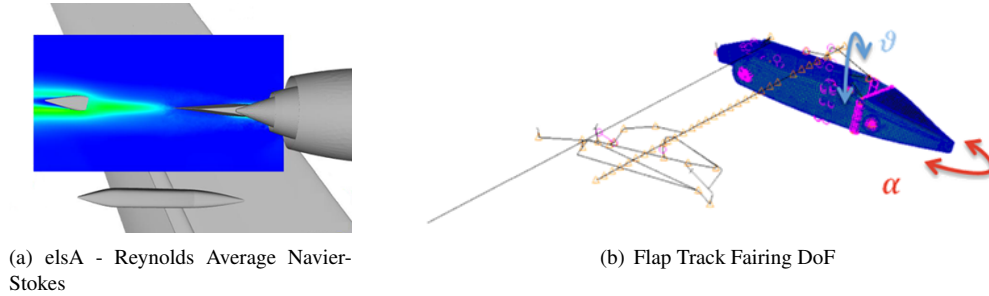 ϑ
α
(a) elsA - Reynolds Average Navier-
Stokes
(b) Flap Track Fairing DoF